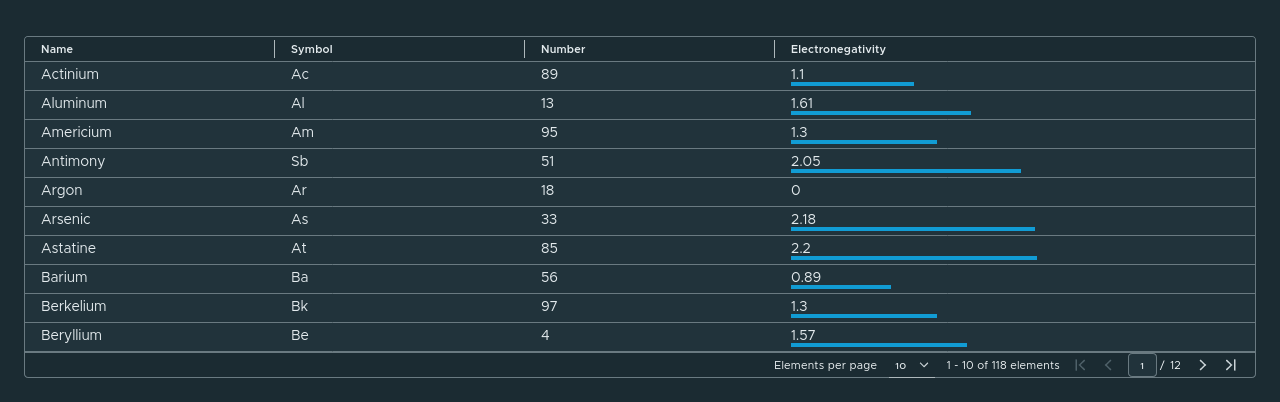 Name Symbol Number Electronegativity
Actinium Ac 89 1.1
Aluminum Al 13 1.61
Americium Am 95 1.3
Antimony Sb 51 2.05
Argon Ar 18 0
Arsenic As 33 2.18
Astatine At 85 2.2
Barium Ba 56 0.89
Berkelium Bk 97 1.3
Beryllium Be 4 1.57
Elements per page 10 1 - 10 of 118 elements 1 / 12